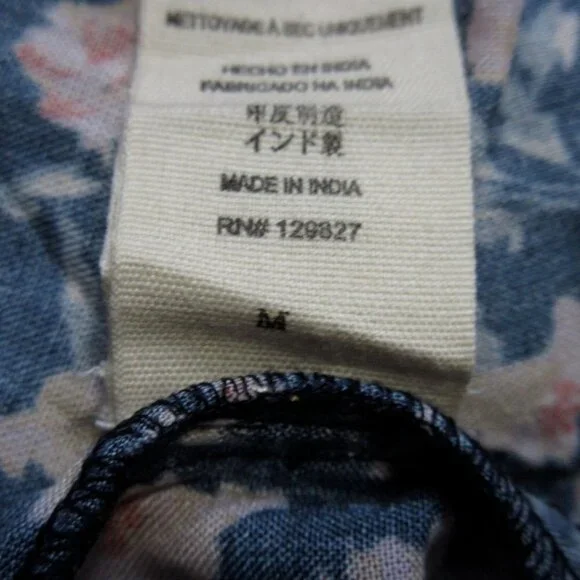 NETTOYAGE À SEC UNIQUEMENT
HECHO EN INDIA
FABRICADO NA INDIA
インド製
MADE IN INDIA
RN# 129827
M